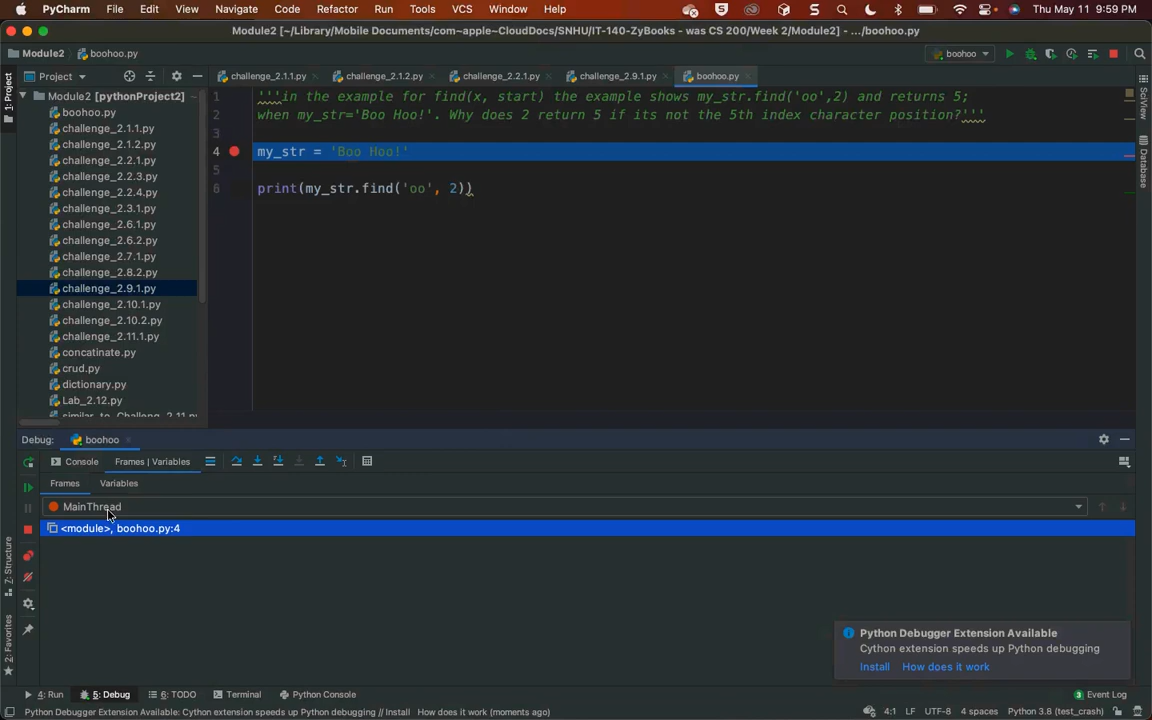 PyCharm File Edit View Navigate Code Refactor Run Tools VCS Window Help Thu May 11 9:59 PM
Module2 [~/Library/Mobile Documents/com~apple~CloudDocs/SNHU/IT-140-ZyBooks - was CS 200/Week 2/Module2] - .../boohoo.py
Module2 boohoo.py boohoo
Project challenge_2.1.1.py challenge_2.1.2.py challenge_2.2.1.py challenge_2.9.1.py boohoo.py
1: Project
Module2 [pythonProject2]
boohoo.py
challenge_2.1.1.py
challenge_2.1.2.py
challenge_2.2.1.py
challenge_2.2.3.py
challenge_2.2.4.py
challenge_2.3.1.py
challenge_2.6.1.py
challenge_2.6.2.py
challenge_2.7.1.py
challenge_2.8.2.py
challenge_2.9.1.py
challenge_2.10.1.py
challenge_2.10.2.py
challenge_2.11.1.py
concatinate.py
crud.py
dictionary.py
Lab_2.12.py
similar_to_Challeng_2.11.py
1 '''in the example for find(x, start) the example shows my_str.find('oo',2) and returns 5;
2 when my_str='Boo Hoo!'. Why does 2 return 5 if its not the 5th index character position?'''
3
4 my_str = 'Boo Hoo!'
5
6 print(my_str.find('oo', 2))
SciView
Database
Debug: boohoo
Console Frames | Variables
Frames Variables
MainThread
<module>, boohoo.py:4
7: Structure
2: Favorites
Python Debugger Extension Available
Cython extension speeds up Python debugging
Install How does it work
4: Run 5: Debug 6: TODO Terminal Python Console 3 Event Log
Python Debugger Extension Available: Cython extension speeds up Python debugging // Install How does it work (moments ago) 4:1 LF UTF-8 4 spaces Python 3.8 (test_crash)